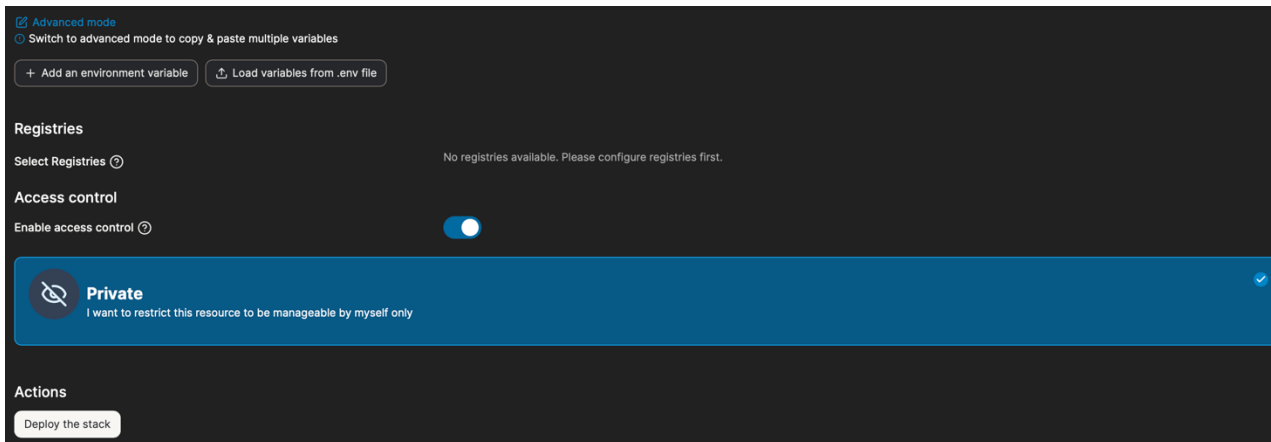 Advanced mode
Switch to advanced mode to copy & paste multiple variables
+ Add an environment variable
Load variables from .env file
Registries
Select Registries
No registries available. Please configure registries first.
Access control
Enable access control
Private
I want to restrict this resource to be manageable by myself only
Actions
Deploy the stack